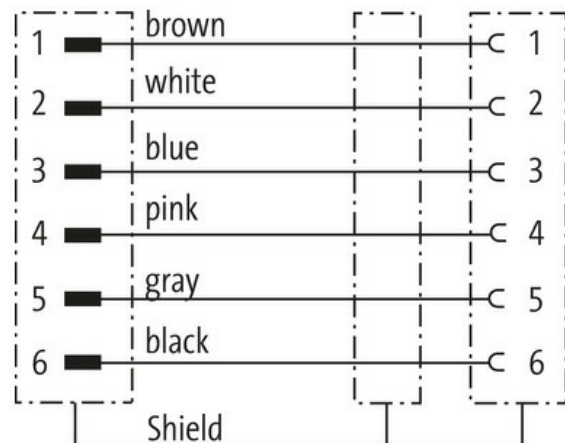 1 brown 1
2 white 2
3 blue 3
4 pink 4
5 gray 5
6 black 6
Shield